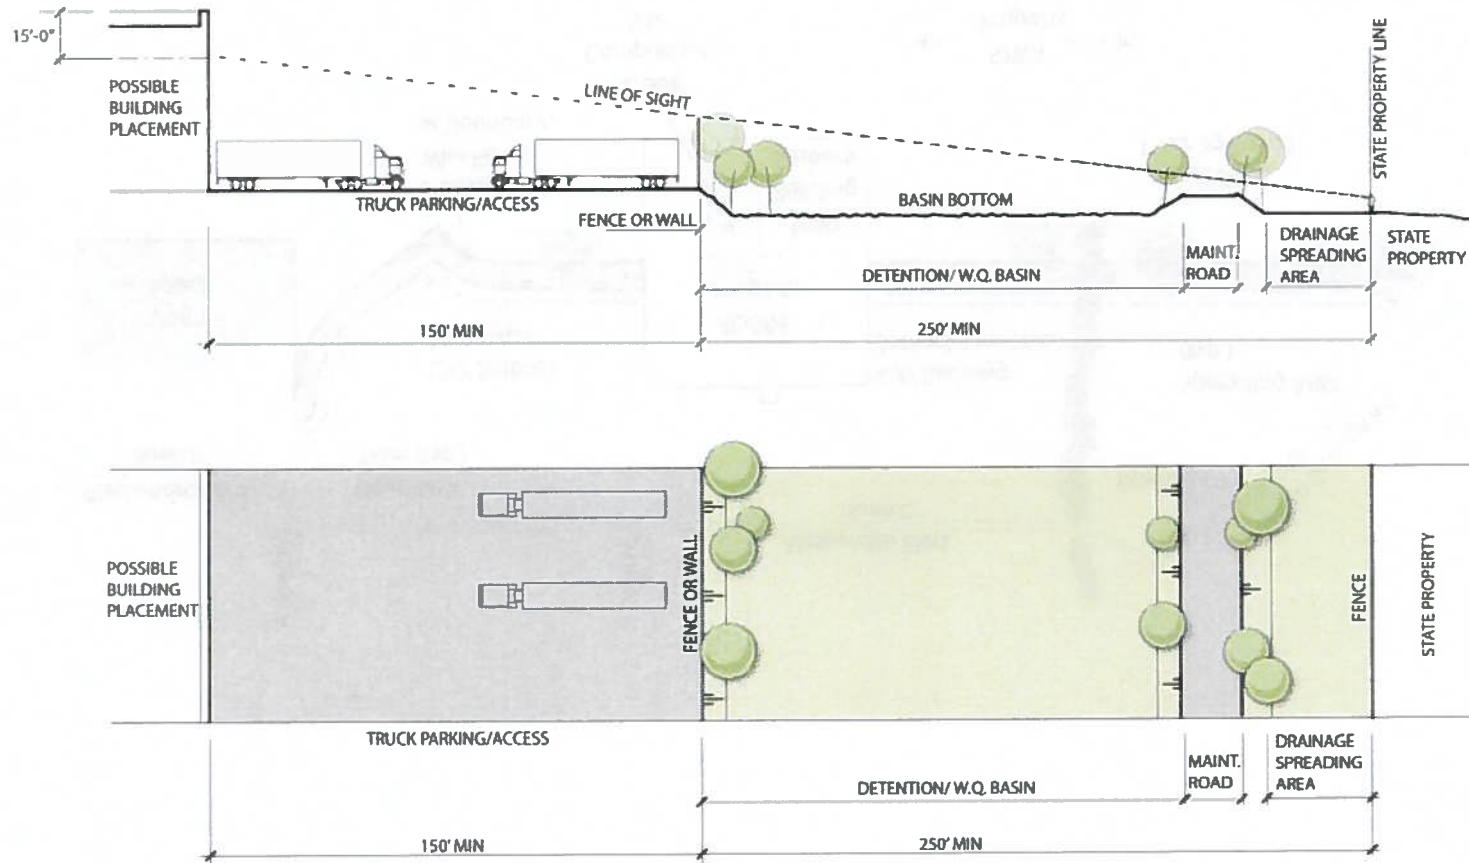 15'-0"
POSSIBLE
BUILDING
PLACEMENT
LINE OF SIGHT
STATE PROPERTY LINE
TRUCK PARKING/ACCESS
FENCE OR WALL
BASIN BOTTOM
DETENTION/ W.Q. BASIN
MAINT.
ROAD
DRAINAGE
SPREADING
AREA
STATE
PROPERTY
150' MIN
250' MIN
POSSIBLE
BUILDING
PLACEMENT
FENCE OR WALL
FENCE
STATE PROPERTY
TRUCK PARKING/ACCESS
DETENTION/ W.Q. BASIN
MAINT.
ROAD
DRAINAGE
SPREADING
AREA
150' MIN
250' MIN